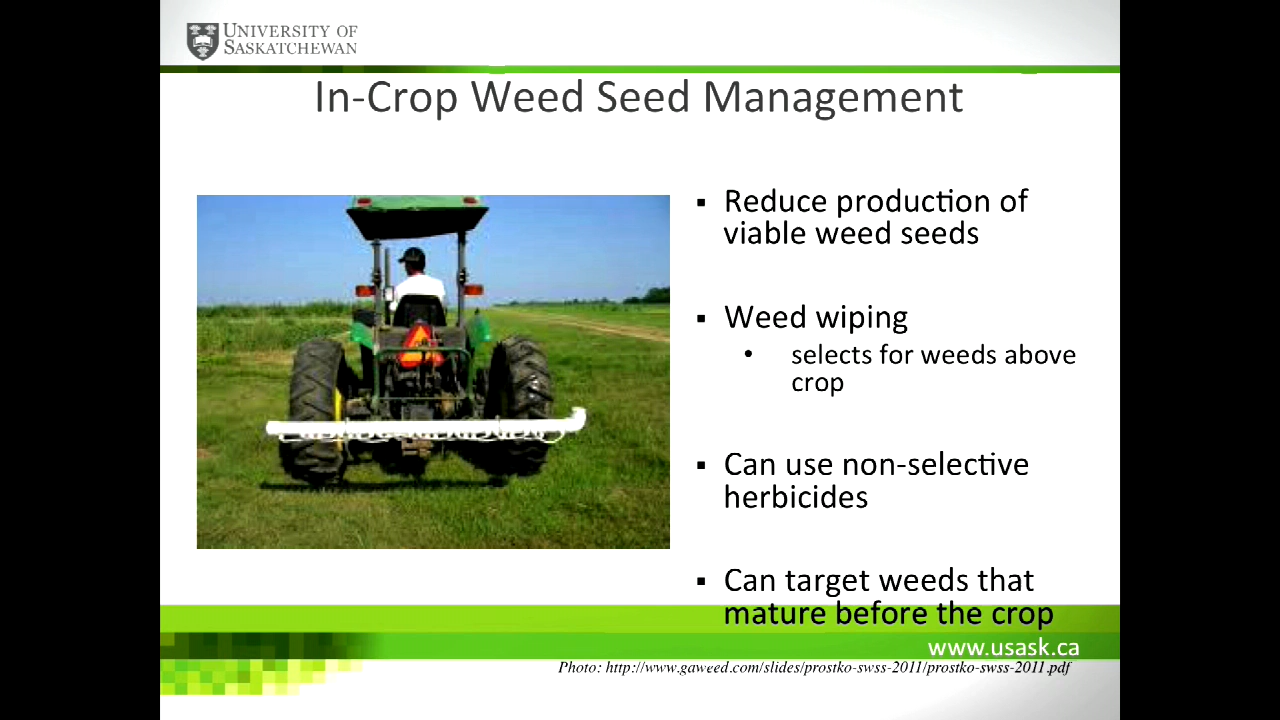 UNIVERSITY OF
SASKATCHEWAN
In-Crop Weed Seed Management
▪ Reduce production of
viable weed seeds
▪ Weed wiping
• selects for weeds above
crop
▪ Can use non-selective
herbicides
▪ Can target weeds that
mature before the crop
www.usask.ca
Photo: http://www.gaweed.com/slides/prostko-swss-2011/prostko-swss-2011.pdf